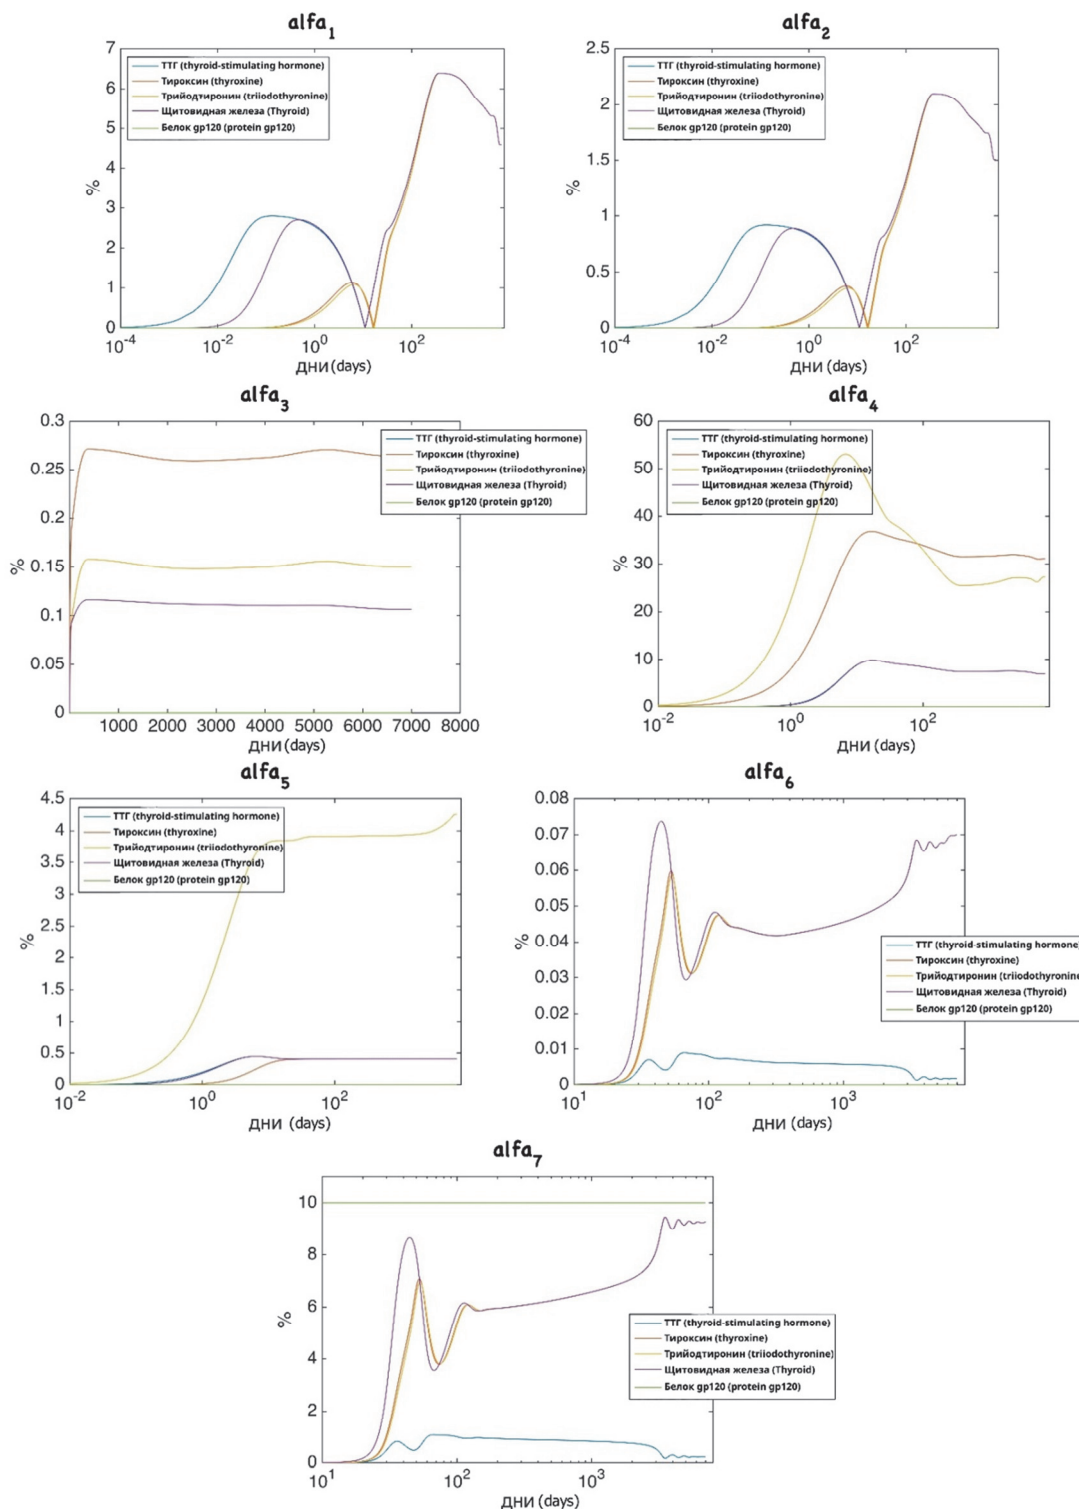 alfa₁
7
6
5
4
3
2
1
0
%
ТТГ (thyroid-stimulating hormone)
Тироксин (thyroxine)
Трийодтиронин (triiodothyronine)
Щитовидная железа (Thyroid)
Белок gp120 (protein gp120)
10⁻⁴ 10⁻² 10⁰ 10²
дни (days)
alfa₂
2.5
2
1.5
1
0.5
0
%
ТТГ (thyroid-stimulating hormone)
Тироксин (thyroxine)
Трийодтиронин (triiodothyronine)
Щитовидная железа (Thyroid)
Белок gp120 (protein gp120)
10⁻⁴ 10⁻² 10⁰ 10²
дни (days)
alfa₃
0.3
0.25
0.2
0.15
0.1
0.05
0
%
ТТГ (thyroid-stimulating hormone)
Тироксин (thyroxine)
Трийодтиронин (triiodothyronine)
Щитовидная железа (Thyroid)
Белок gp120 (protein gp120)
1000 2000 3000 4000 5000 6000 7000 8000
дни (days)
alfa₄
60
50
40
30
20
10
0
%
ТТГ (thyroid-stimulating hormone)
Тироксин (thyroxine)
Трийодтиронин (triiodothyronine)
Щитовидная железа (Thyroid)
Белок gp120 (protein gp120)
10⁻² 10⁰ 10²
дни (days)
alfa₅
4.5
4
3.5
3
2.5
2
1.5
1
0.5
0
%
ТТГ (thyroid-stimulating hormone)
Тироксин (thyroxine)
Трийодтиронин (triiodothyronine)
Щитовидная железа (Thyroid)
Белок gp120 (protein gp120)
10⁻² 10⁰ 10²
дни (days)
alfa₆
0.08
0.07
0.06
0.05
0.04
0.03
0.02
0.01
0
%
ТТГ (thyroid-stimulating hormone)
Тироксин (thyroxine)
Трийодтиронин (triiodothyronine
Щитовидная железа (Thyroid)
Белок gp120 (protein gp120)
10¹ 10² 10³
дни (days)
alfa₇
10
8
6
4
2
0
%
ТТГ (thyroid-stimulating hormone)
Тироксин (thyroxine)
Трийодтиронин (triiodothyronine)
Щитовидная железа (Thyroid)
Белок gp120 (protein gp120)
10¹ 10² 10³
дни (days)